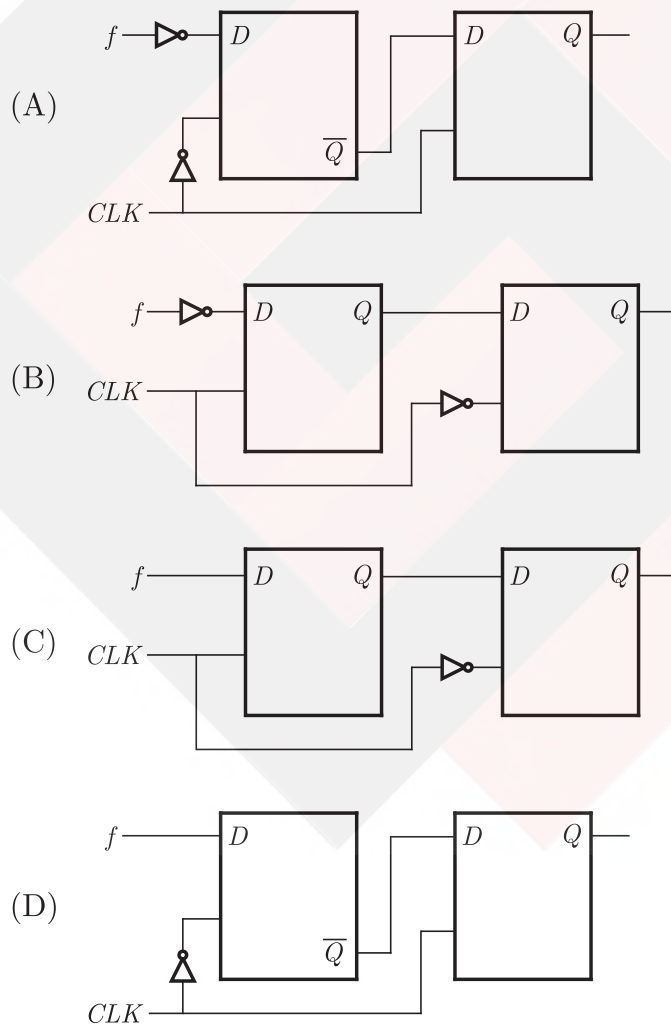 f D D Q
(A)
Q̅
CLK
f D Q D Q
(B)
CLK
f D Q D Q
(C)
CLK
f D D Q
(D)
Q̅
CLK